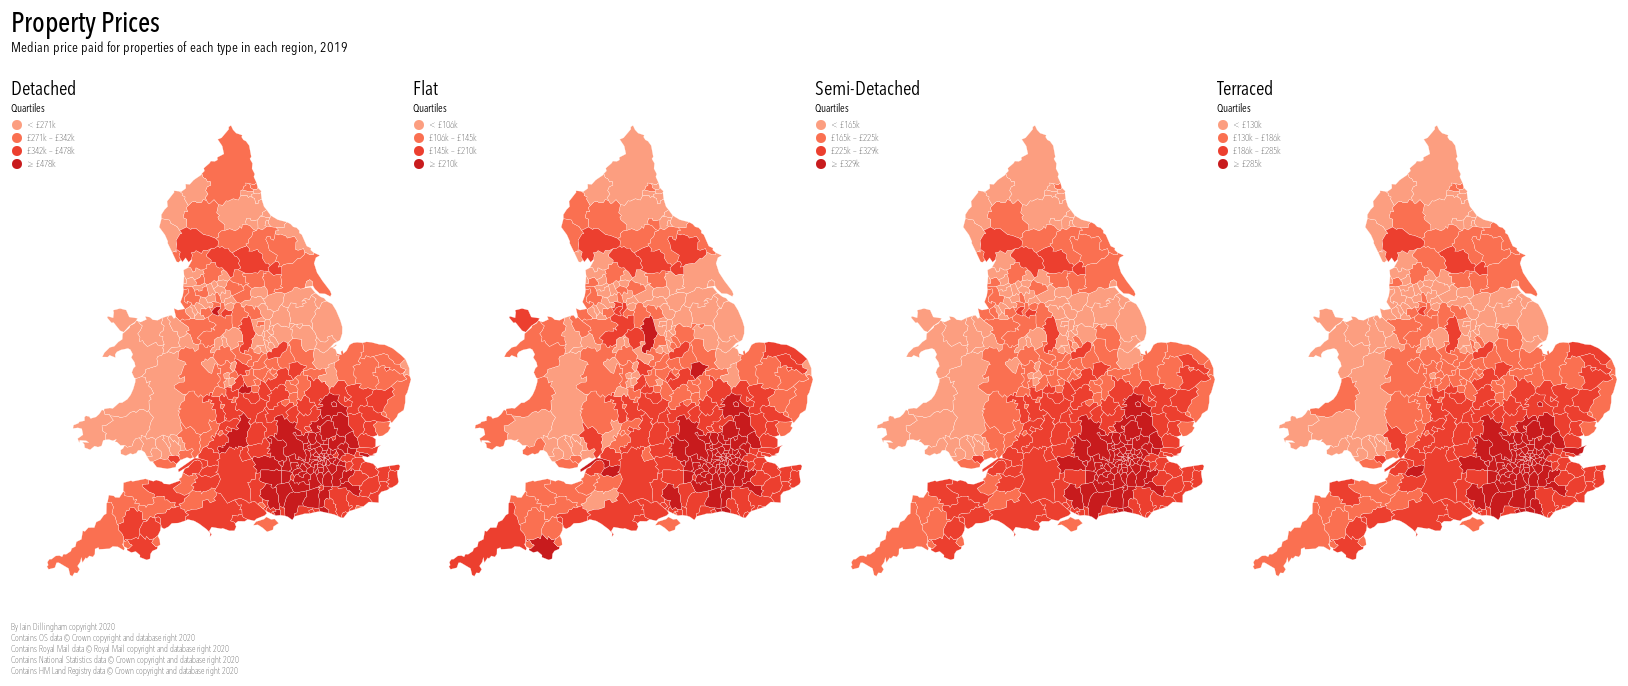 Property Prices
Median price paid for properties of each type in each region, 2019
Detached
Quartiles
< £271k
£271k – £342k
£342k – £478k
≥ £478k
Flat
Quartiles
< £106k
£106k – £145k
£145k – £210k
≥ £210k
Semi-Detached
Quartiles
< £165k
£165k – £225k
£225k – £329k
≥ £329k
Terraced
Quartiles
< £130k
£130k – £186k
£186k – £285k
≥ £285k
By Iain Dillingham copyright 2020
Contains OS data © Crown copyright and database right 2020
Contains Royal Mail data © Royal Mail copyright and database right 2020
Contains National Statistics data © Crown copyright and database right 2020
Contains HM Land Registry data © Crown copyright and database right 2020